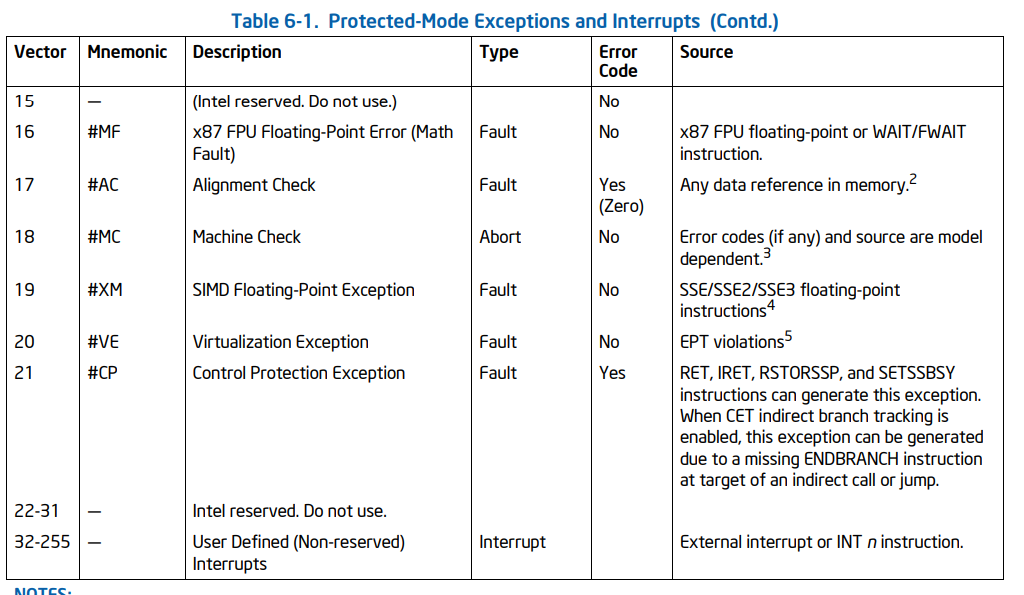 Table 6-1. Protected-Mode Exceptions and Interrupts (Contd.)
Vector Mnemonic Description Type Error Code Source
15 — (Intel reserved. Do not use.) No
16 #MF x87 FPU Floating-Point Error (Math Fault) Fault No x87 FPU floating-point or WAIT/FWAIT instruction.
17 #AC Alignment Check Fault Yes (Zero) Any data reference in memory.2
18 #MC Machine Check Abort No Error codes (if any) and source are model dependent.3
19 #XM SIMD Floating-Point Exception Fault No SSE/SSE2/SSE3 floating-point instructions4
20 #VE Virtualization Exception Fault No EPT violations5
21 #CP Control Protection Exception Fault Yes RET, IRET, RSTORSSP, and SETSSBSY instructions can generate this exception. When CET indirect branch tracking is enabled, this exception can be generated due to a missing ENDBRANCH instruction at target of an indirect call or jump.
22-31 — Intel reserved. Do not use.
32-255 — User Defined (Non-reserved) Interrupts Interrupt External interrupt or INT n instruction.
NOTES: